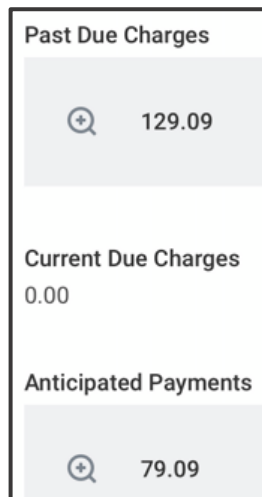 Past Due Charges
129.09
Current Due Charges
0.00
Anticipated Payments
79.09